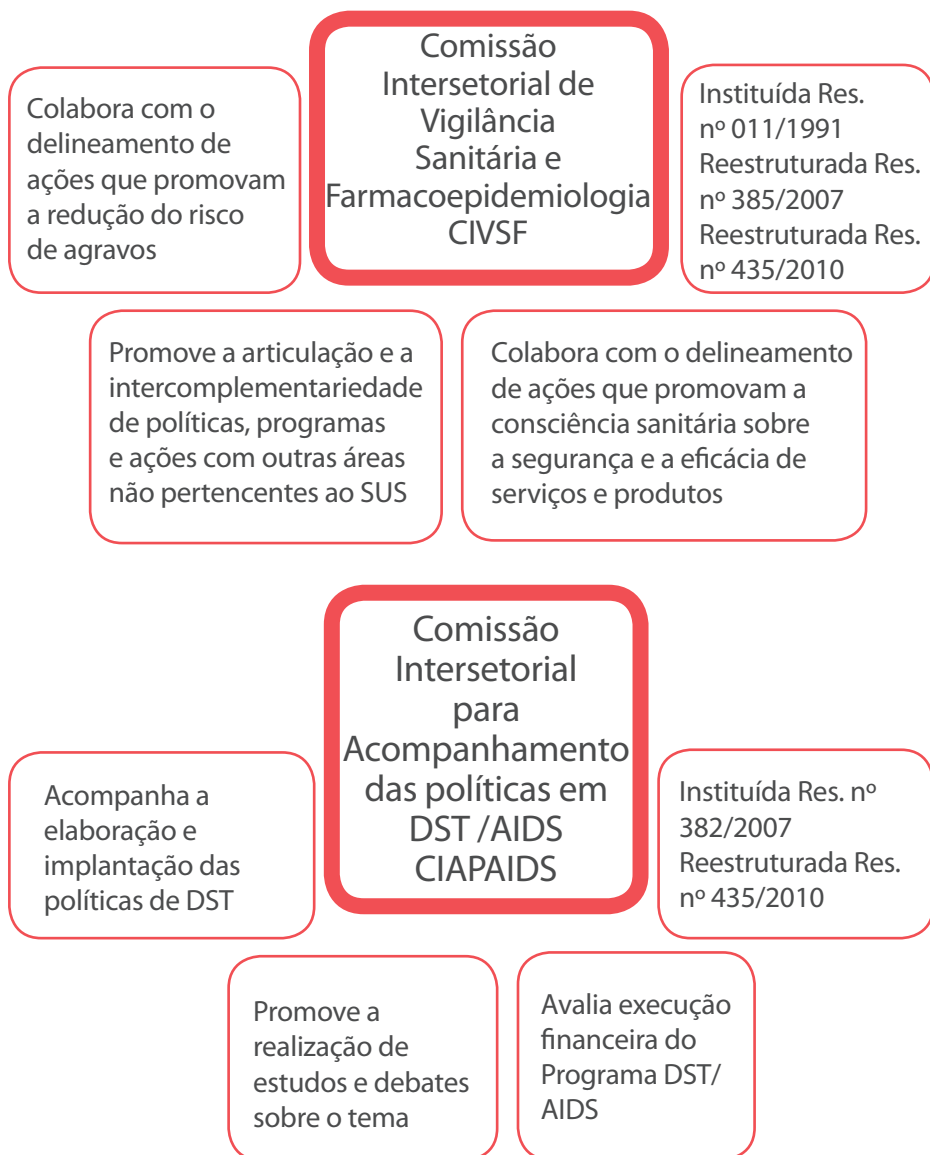 Comissão
Intersetorial de
Vigilância
Sanitária e
Farmacoepidemiologia
CIVSF
Colabora com o
delineamento de
ações que promovam
a redução do risco
de agravos
Instituída Res.
nº 011/1991
Reestruturada Res.
nº 385/2007
Reestruturada Res.
nº 435/2010
Promove a articulação e a
intercomplementariedade
de políticas, programas
e ações com outras áreas
não pertencentes ao SUS
Colabora com o delineamento
de ações que promovam a
consciência sanitária sobre
a segurança e a eficácia de
serviços e produtos
Comissão
Intersetorial
para
Acompanhamento
das políticas em
DST /AIDS
CIAPAIDS
Acompanha a
elaboração e
implantação das
políticas de DST
Instituída Res. nº
382/2007
Reestruturada Res.
nº 435/2010
Promove a
realização de
estudos e debates
sobre o tema
Avalia execução
financeira do
Programa DST/
AIDS